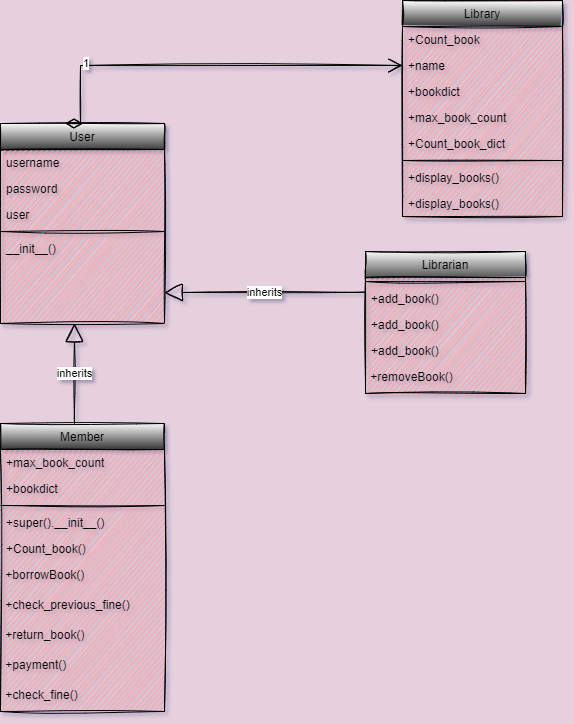 Library
+Count_book
+name
+bookdict
+max_book_count
+Count_book_dict
+display_books()
+display_books()
1
User
username
password
user
__init__()
Librarian
+add_book()
+add_book()
+add_book()
+removeBook()
inherits
inherits
Member
+max_book_count
+bookdict
+super().__init__()
+Count_book()
+borrowBook()
+check_previous_fine()
+return_book()
+payment()
+check_fine()